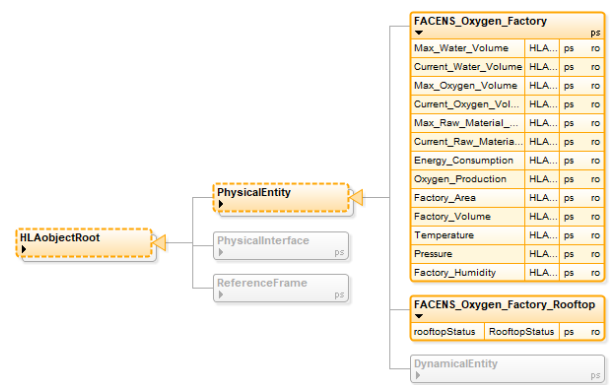 FACENS_Oxygen_Factory
ps
Max_Water_Volume HLA... ps ro
Current_Water_Volume HLA... ps ro
Max_Oxygen_Volume HLA... ps ro
Current_Oxygen_Vol... HLA... ps ro
Max_Raw_Material_... HLA... ps ro
Current_Raw_Materia... HLA... ps ro
Energy_Consumption HLA... ps ro
Oxygen_Production HLA... ps ro
Factory_Area HLA... ps ro
Factory_Volume HLA... ps ro
Temperature HLA... ps ro
Pressure HLA... ps ro
Factory_Humidity HLA... ps ro
PhysicalEntity
HLAobjectRoot
PhysicalInterface
ps
ReferenceFrame
ps
FACENS_Oxygen_Factory_Rooftop
rooftopStatus RooftopStatus ps ro
DynamicalEntity
ps